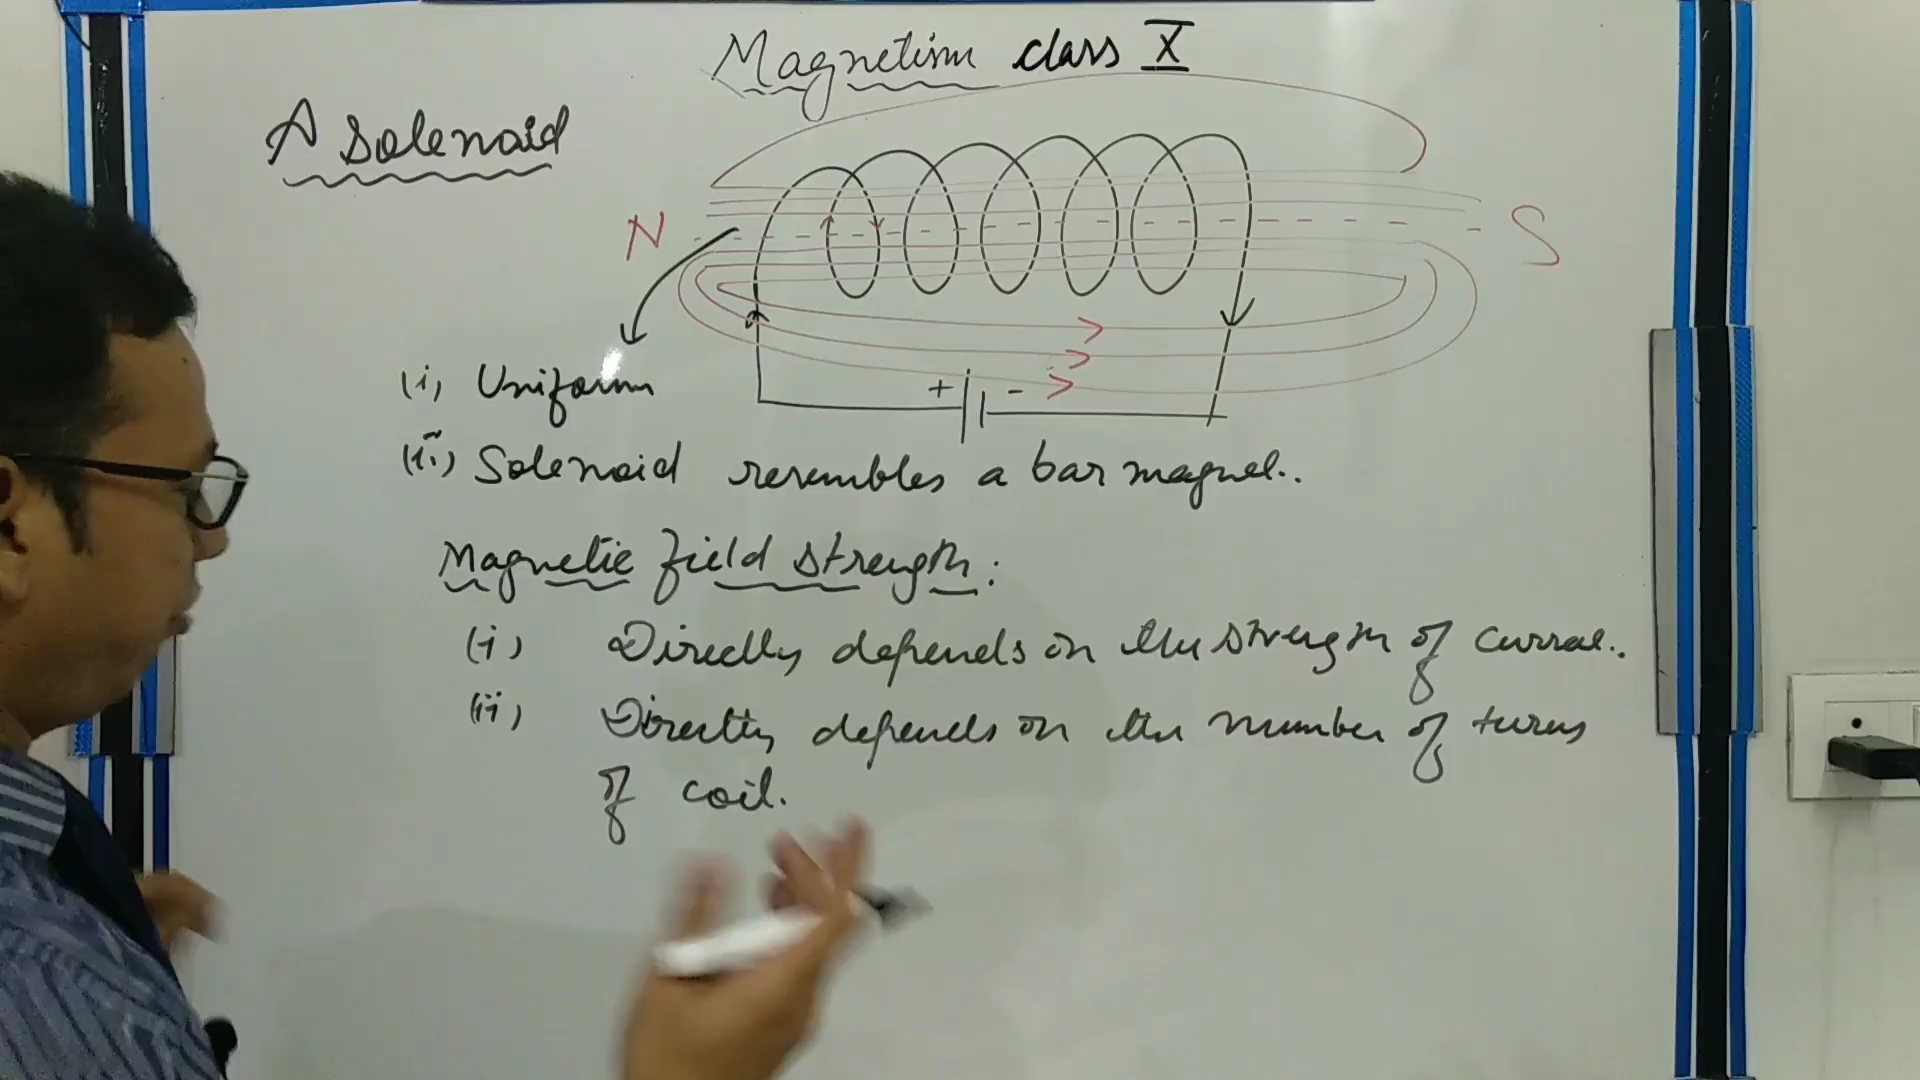 Magnetism class X
A Solenoid
N
S
+
-
(i) Uniform
(ii) Solenoid resembles a bar magnet.
Magnetic field strength:
(i) Directly depends on the strength of current.
(ii) Directly depends on the number of turns
of coil.